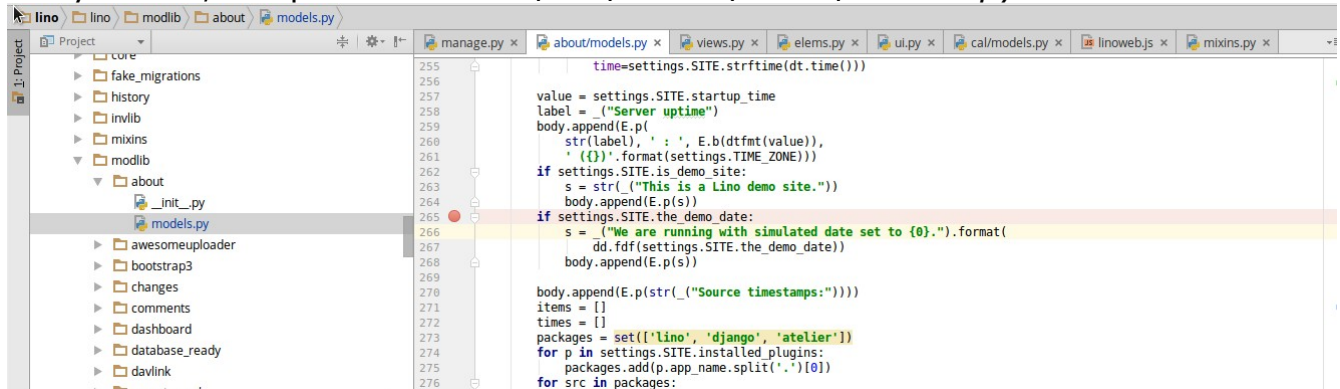 lino lino modlib about models.py
Project
manage.py × about/models.py × views.py × elems.py × ui.py × cal/models.py × linoweb.js × mixins.py ×
1: Project
core
fake_migrations
history
invlib
mixins
modlib
about
__init__.py
models.py
awesomeuploader
bootstrap3
changes
comments
dashboard
database_ready
davlink
255 time=settings.SITE.strftime(dt.time()))
256
257 value = settings.SITE.startup_time
258 label = _("Server uptime")
259 body.append(E.p(
260 str(label), ' : ', E.b(dtfmt(value)),
261 ' ({})'.format(settings.TIME_ZONE)))
262 if settings.SITE.is_demo_site:
263 s = str(_("This is a Lino demo site."))
264 body.append(E.p(s))
265 if settings.SITE.the_demo_date:
266 s = _("We are running with simulated date set to {0}.").format(
267 dd.fdf(settings.SITE.the_demo_date))
268 body.append(E.p(s))
269
270 body.append(E.p(str(_("Source timestamps:"))))
271 items = []
272 times = []
273 packages = set(['lino', 'django', 'atelier'])
274 for p in settings.SITE.installed_plugins:
275 packages.add(p.app_name.split('.')[0])
276 for src in packages: